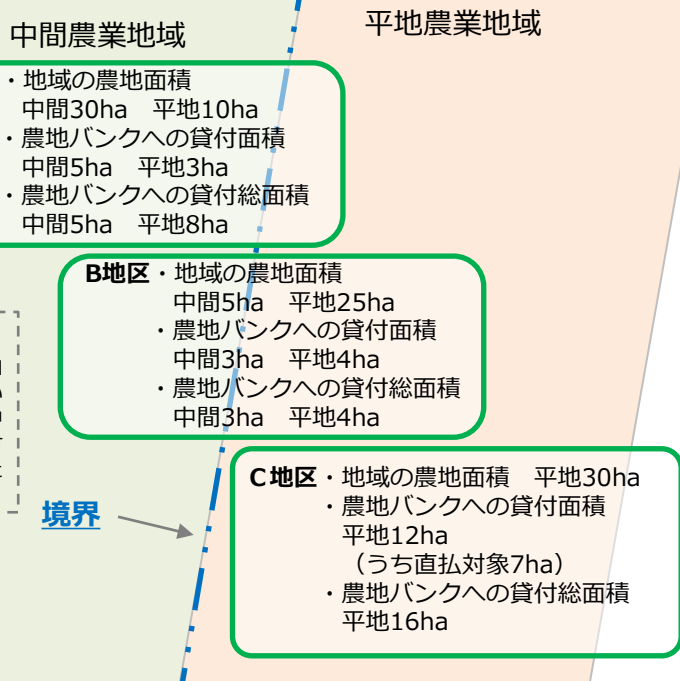 中間農業地域
平地農業地域
・地域の農地面積
中間30ha　平地10ha
・農地バンクへの貸付面積
中間5ha　平地3ha
・農地バンクへの貸付総面積
中間5ha　平地8ha
B地区・地域の農地面積
中間5ha　平地25ha
・農地バンクへの貸付面積
中間3ha　平地4ha
・農地バンクへの貸付総面積
中間3ha　平地4ha
境界
C地区・地域の農地面積　平地30ha
・農地バンクへの貸付面積
平地12ha
（うち直払対象7ha）
・農地バンクへの貸付総面積
平地16ha